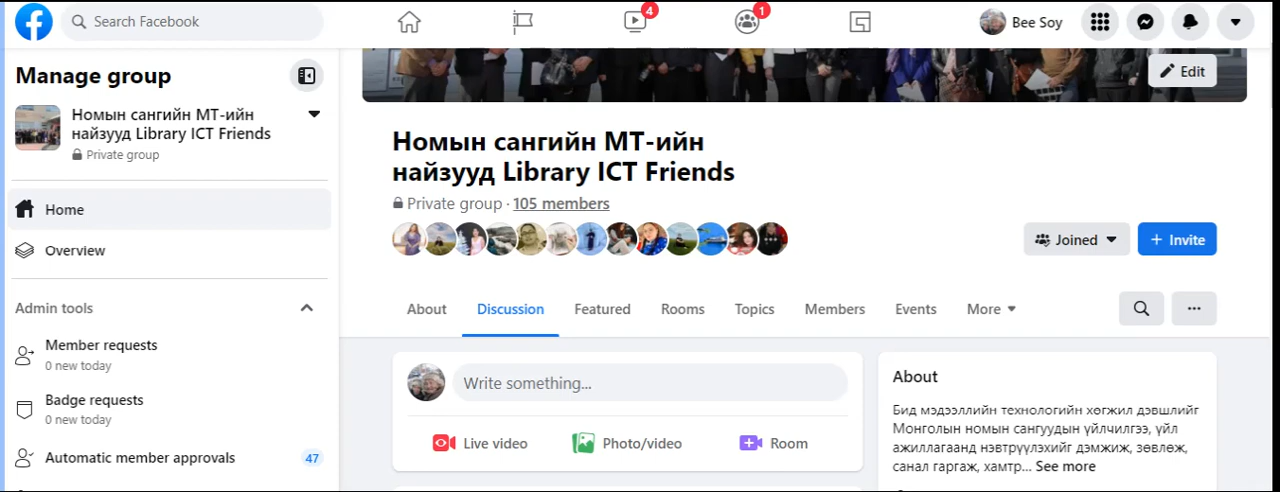 Search Facebook
4
1
Bee Soy
Manage group
Номын сангийн МТ-ийн
найзууд Library ICT Friends
Private group
Home
Overview
Admin tools
Member requests
0 new today
Badge requests
0 new today
Automatic member approvals
47
Edit
Номын сангийн МТ-ийн
найзууд Library ICT Friends
Private group · 105 members
Joined
+ Invite
About
Discussion
Featured
Rooms
Topics
Members
Events
More
Write something...
Live video
Photo/video
Room
About
Бид мэдээллийн технологийн хөгжил дэвшлийг
Монголын номын сангуудын үйлчилгээ, үйл
ажиллагаанд нэвтрүүлэхийг дэмжиж, зөвлөж,
санал гаргаж, хамтр... See more